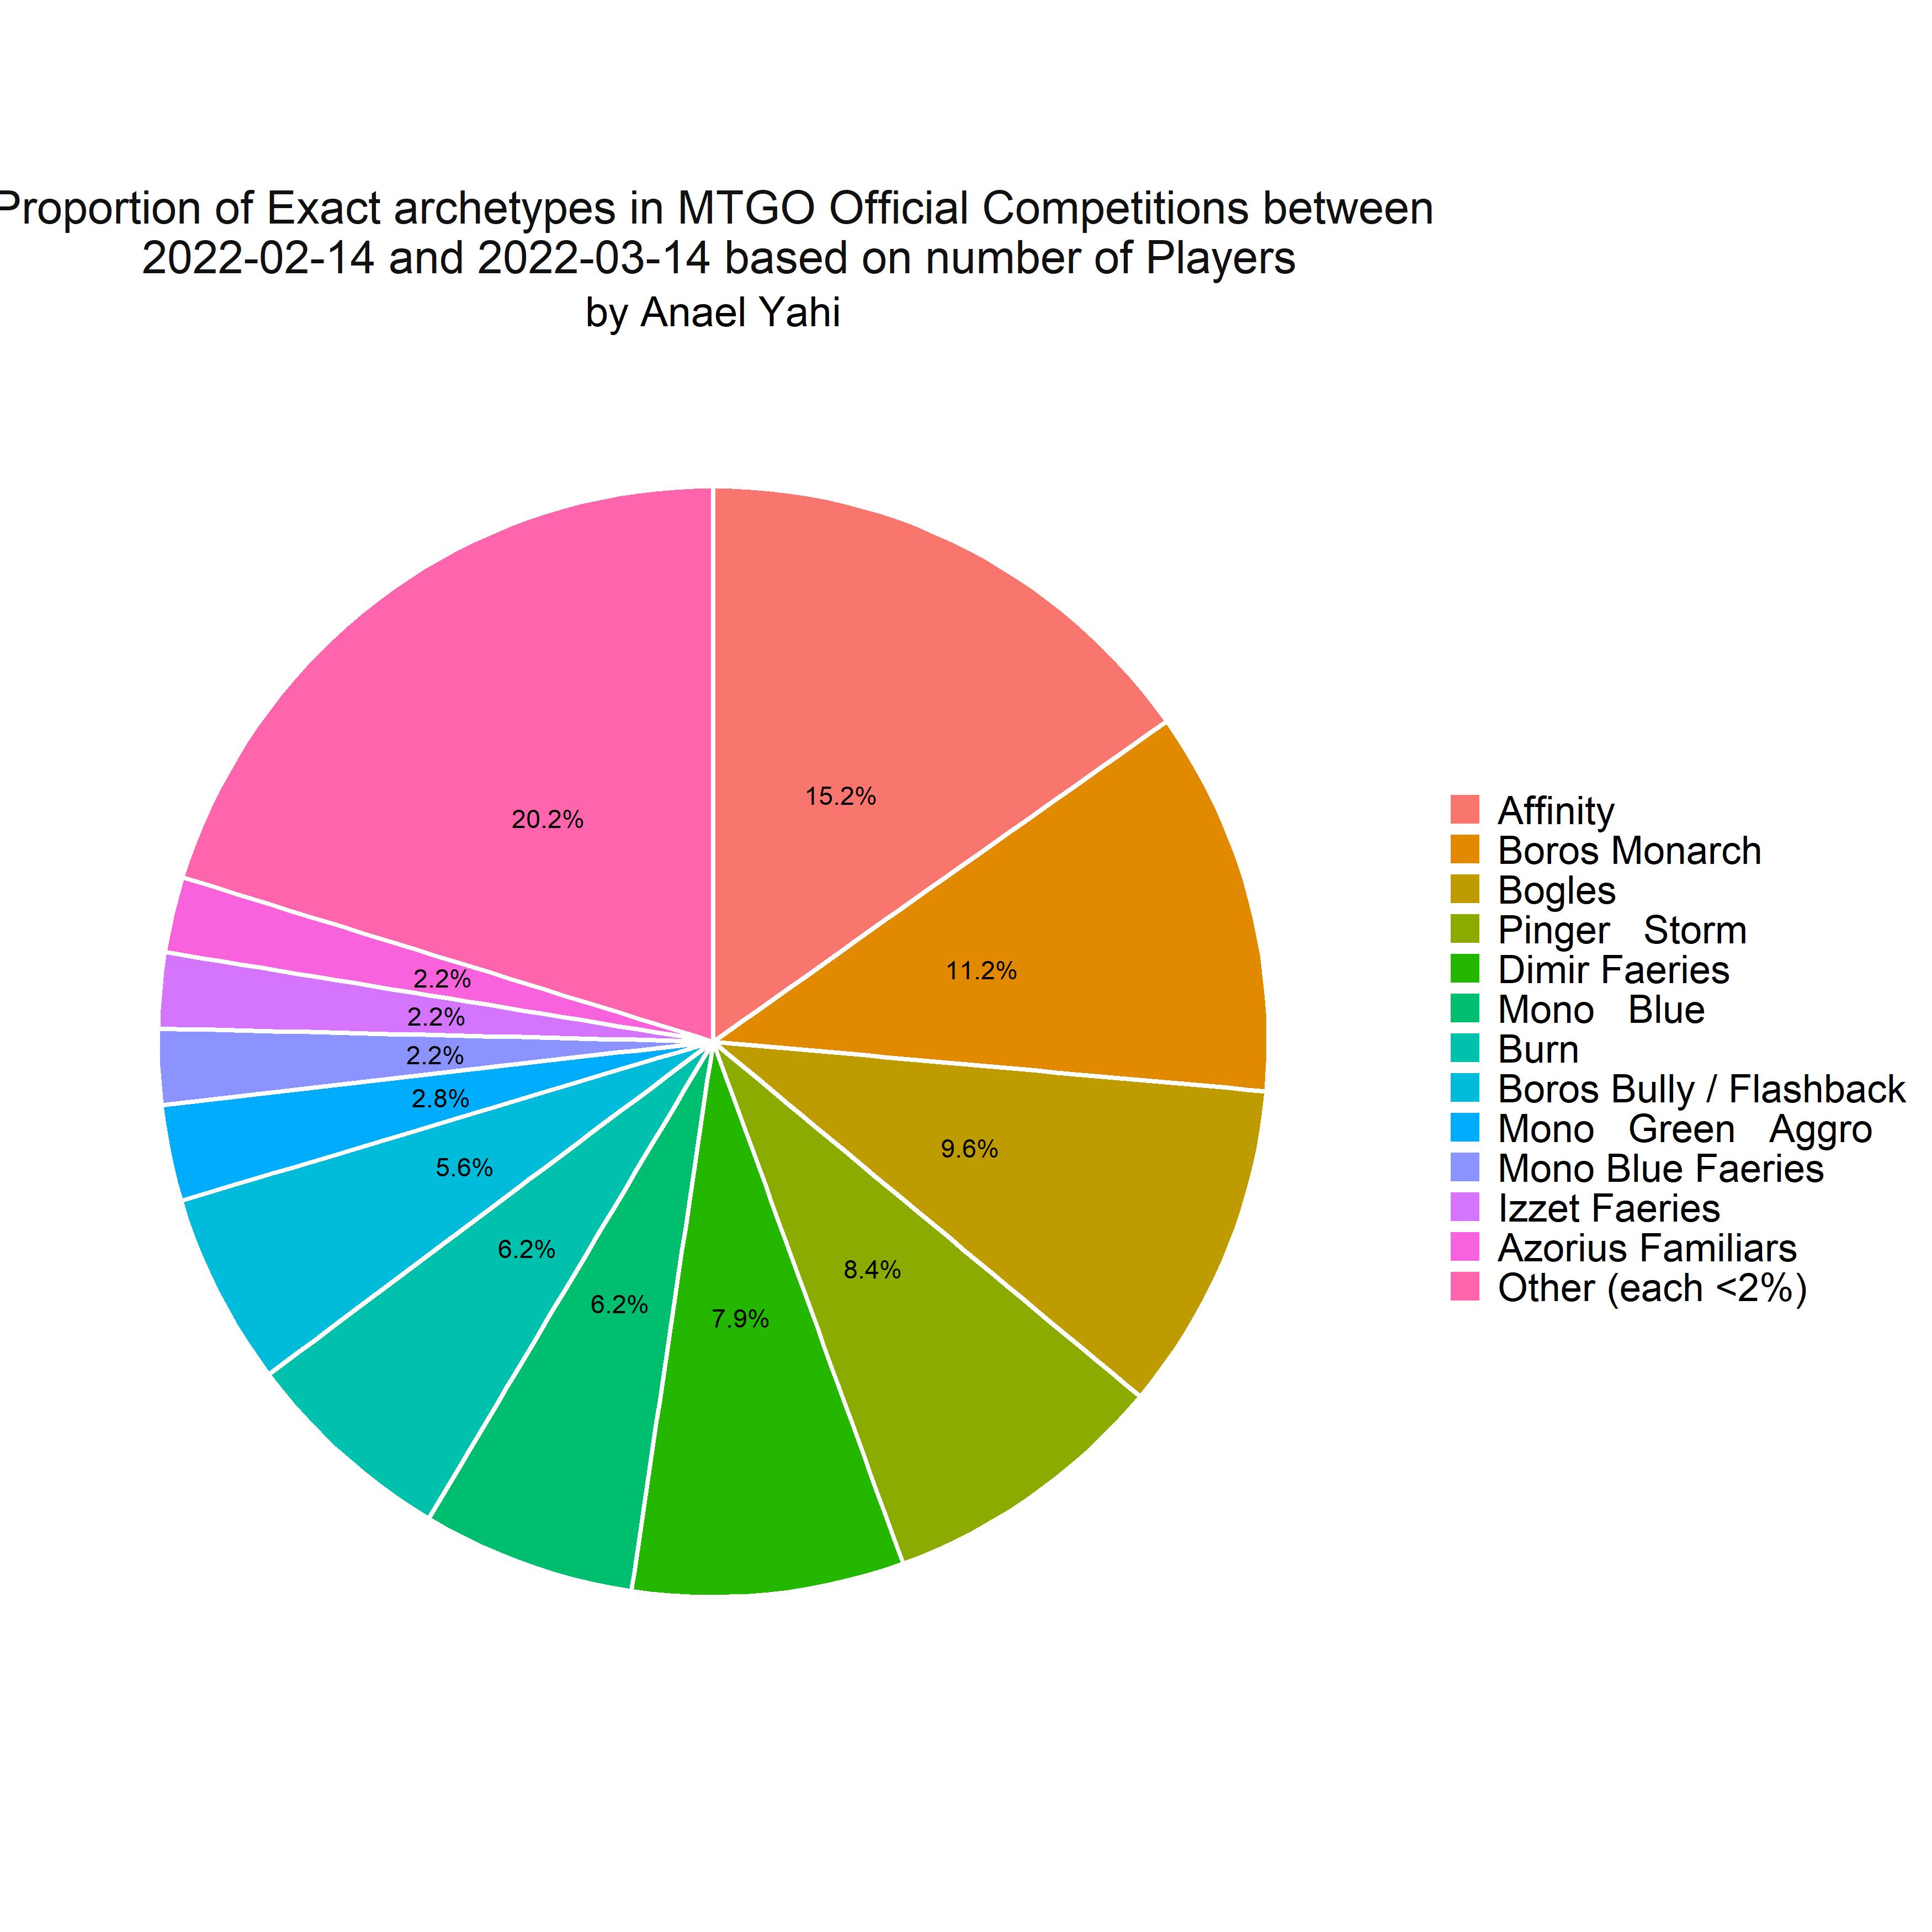 Proportion of Exact archetypes in MTGO Official Competitions between
2022-02-14 and 2022-03-14 based on number of Players
by Anael Yahi
15.2%
11.2%
9.6%
8.4%
7.9%
6.2%
6.2%
5.6%
2.8%
2.2%
2.2%
2.2%
20.2%
Affinity
Boros Monarch
Bogles
Pinger Storm
Dimir Faeries
Mono Blue
Burn
Boros Bully / Flashback
Mono Green Aggro
Mono Blue Faeries
Izzet Faeries
Azorius Familiars
Other (each <2%)